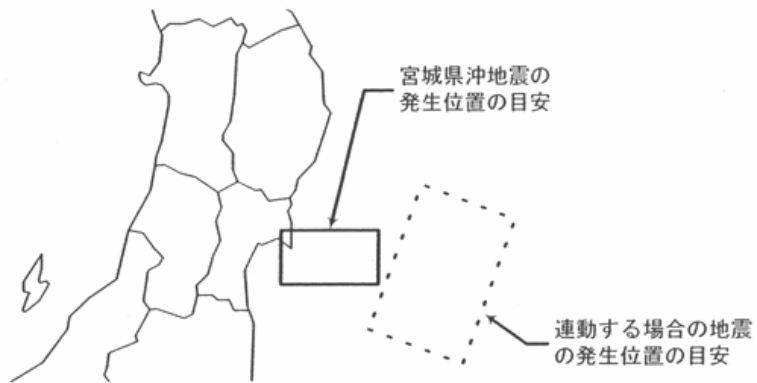 宮城県沖地震の
発生位置の目安
連動する場合の地震
の発生位置の目安